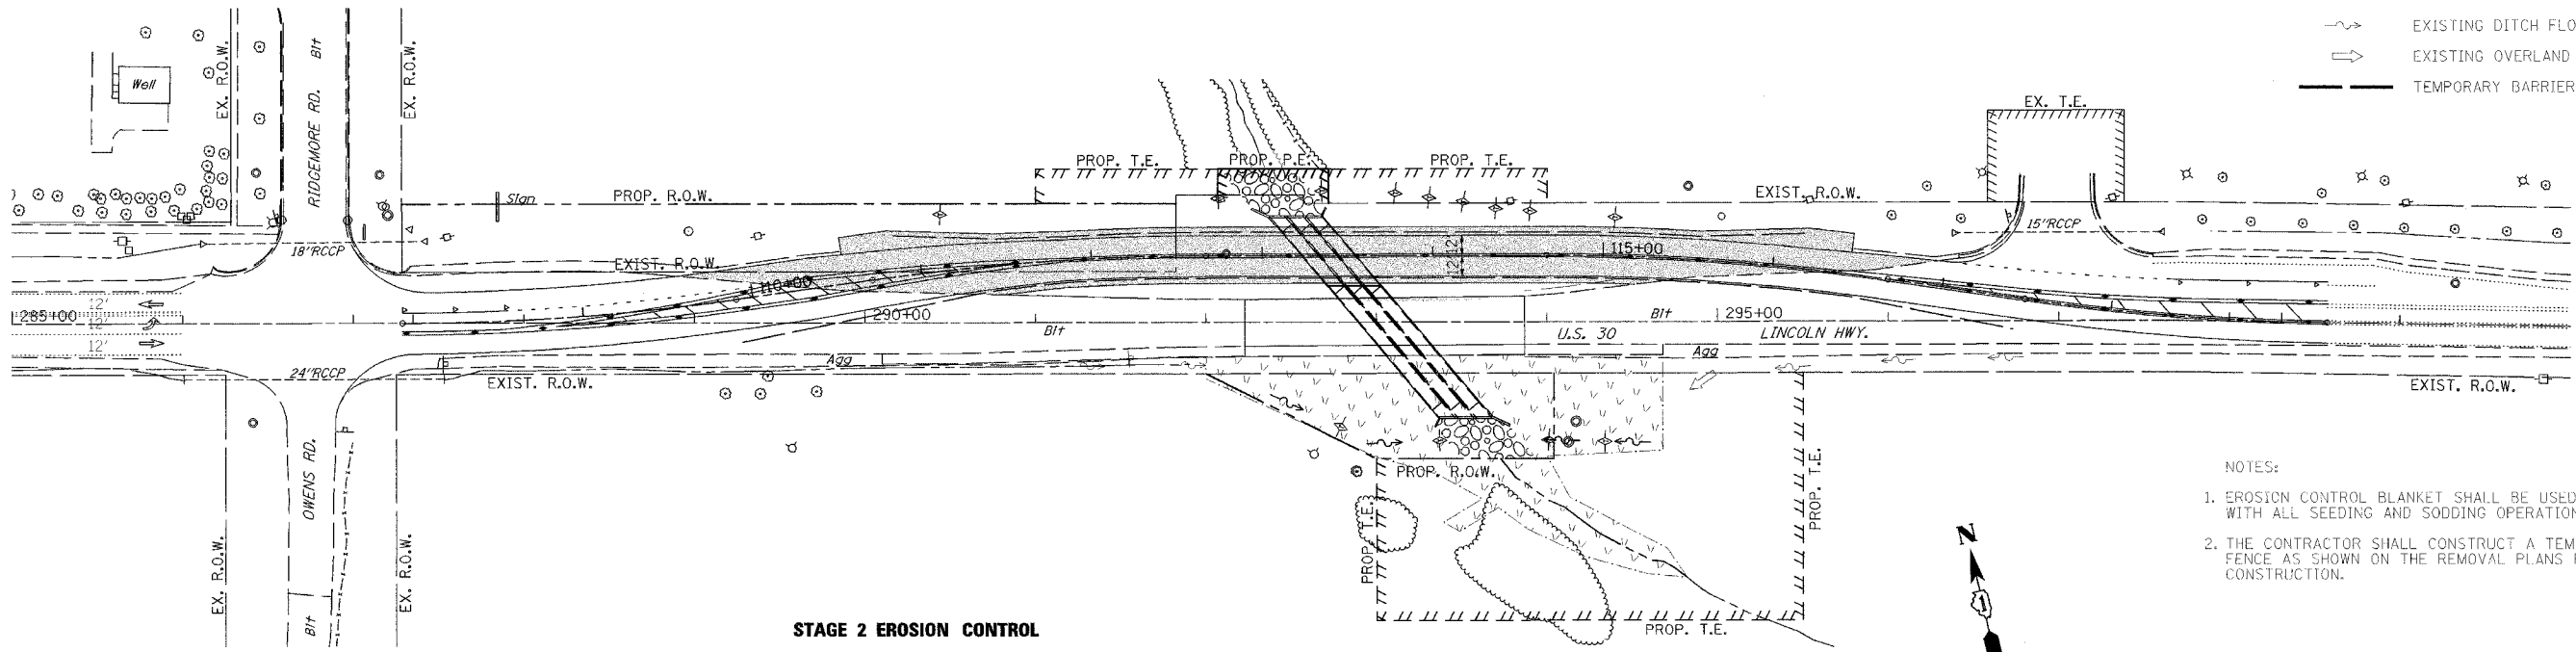 EXISTING DITCH FLO
EXISTING OVERLAND
TEMPORARY BARRIER
Well
EX. R.O.W.
RIDGEMORE RD.
Blt
EX. R.O.W.
EX. T.E.
PROP. T.E.
PROP. P.E.
PROP. T.E.
Sign
PROP. R.O.W.
EXIST. R.O.W.
18"RCCP
15"RCCP
EXIST. R.O.W.
110+00
12'
12'
115+00
12'
12'
12'
285+00
290+00
Blt
Blt
295+00
U.S. 30
LINCOLN HWY.
Agg
Agg
24"RCCP
EXIST. R.O.W.
EXIST. R.O.W.
OWENS RD.
Blt
EX. R.O.W.
EX. R.O.W.
PROP. R.O.W.
PROP. T.E.
PROP. T.E.
PROP. T.E.
NOTES:
1. EROSION CONTROL BLANKET SHALL BE USED
WITH ALL SEEDING AND SODDING OPERATION
2. THE CONTRACTOR SHALL CONSTRUCT A TEM
FENCE AS SHOWN ON THE REMOVAL PLANS
CONSTRUCTION.
N
STAGE 2 EROSION CONTROL